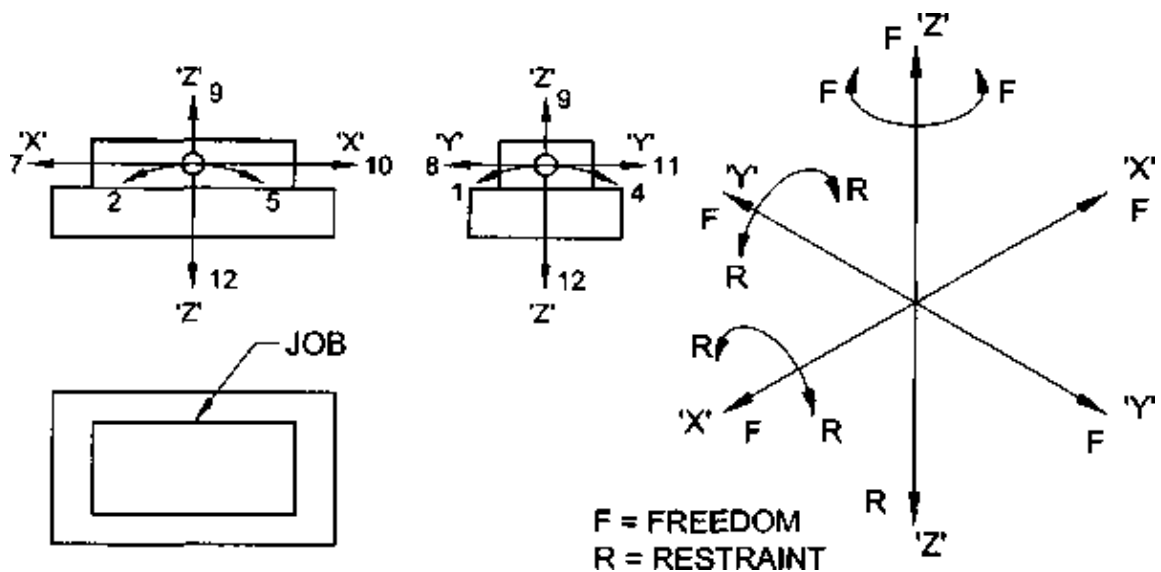 'Z'
9
'X'
'X'
7
10
2
5
12
'Z'
'Z'
9
'Y'
'Y'
8
11
1
4
12
'Z'
JOB
'Z'
F
F
F
'Y'
F
R
R
'X'
F
R
R
'X'
F
'Y'
F
R
'Z'
F = FREEDOM
R = RESTRAINT